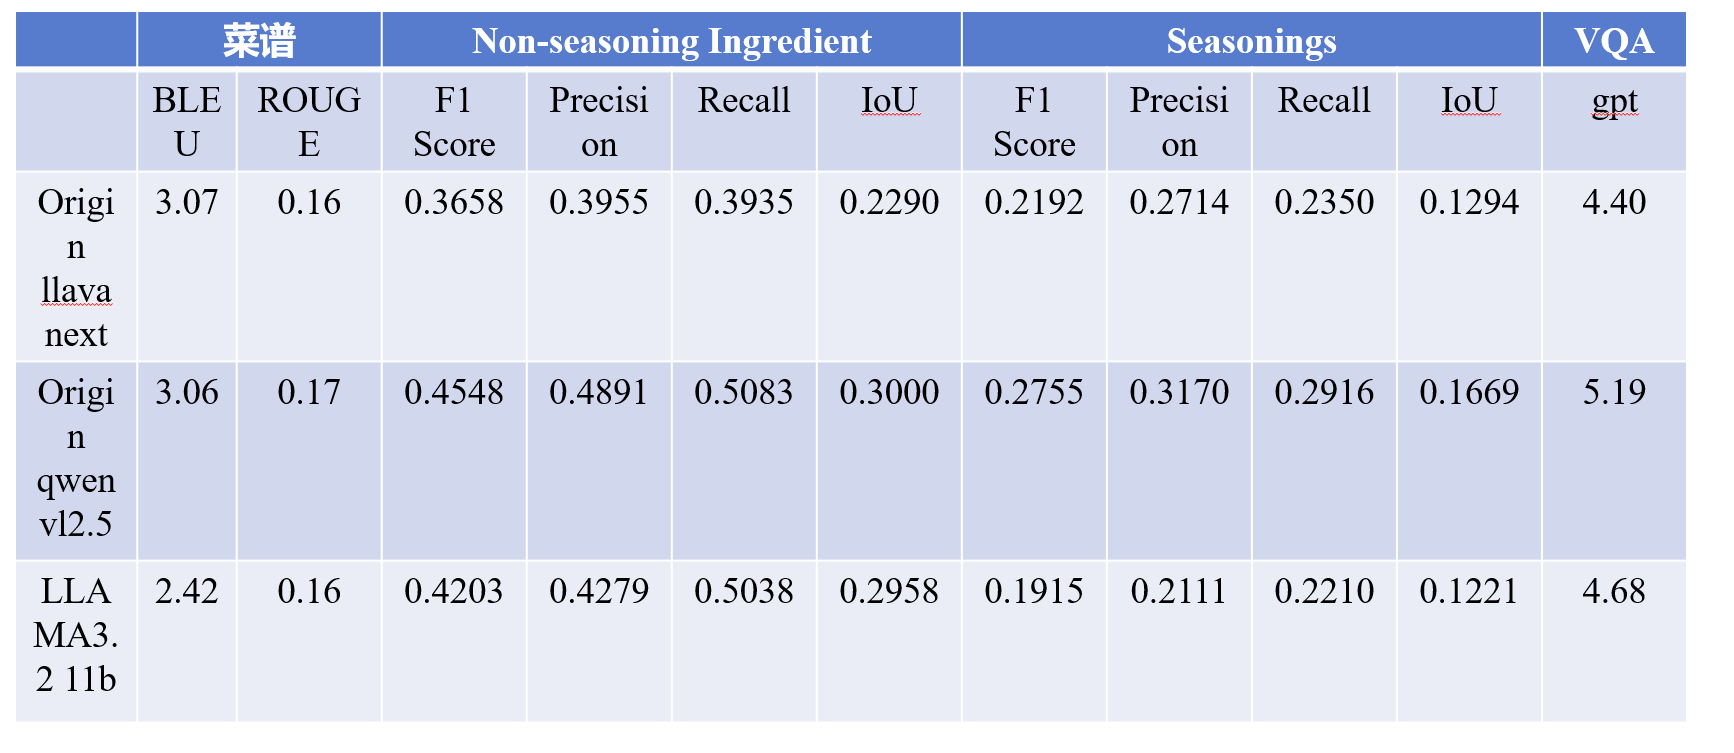 菜谱 Non-seasoning Ingredient Seasonings VQA
BLEU ROUGE F1 Score Precision Recall IoU F1 Score Precision Recall IoU gpt
Origin llava next 3.07 0.16 0.3658 0.3955 0.3935 0.2290 0.2192 0.2714 0.2350 0.1294 4.40
Origin qwen vl2.5 3.06 0.17 0.4548 0.4891 0.5083 0.3000 0.2755 0.3170 0.2916 0.1669 5.19
LLAMA3.2 11b 2.42 0.16 0.4203 0.4279 0.5038 0.2958 0.1915 0.2111 0.2210 0.1221 4.68